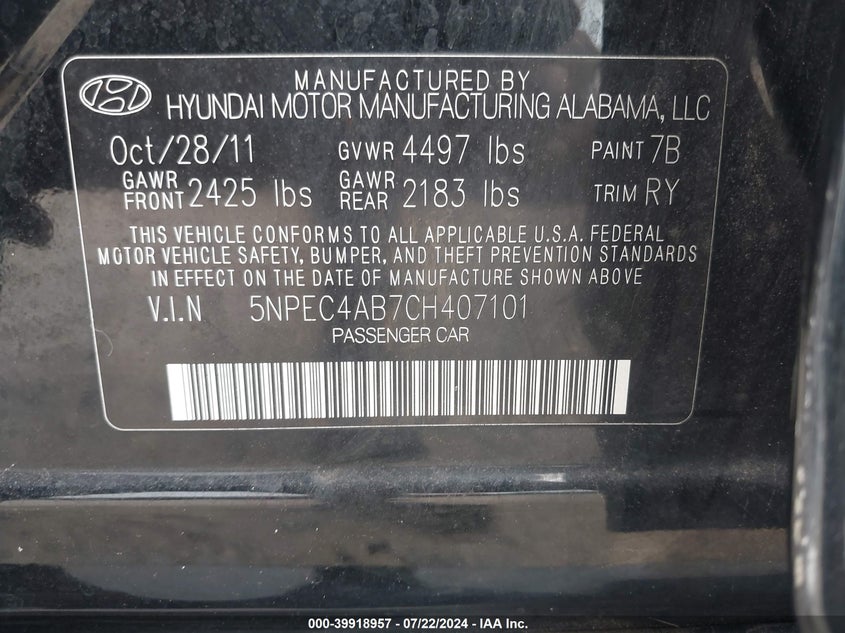 MANUFACTURED BY
HYUNDAI MOTOR MANUFACTURING ALABAMA, LLC
Oct/28/11 GVWR 4497 lbs PAINT 7B
GAWR FRONT 2425 lbs GAWR REAR 2183 lbs TRIM RY
THIS VEHICLE CONFORMS TO ALL APPLICABLE U.S.A. FEDERAL
MOTOR VEHICLE SAFETY, BUMPER, AND THEFT PREVENTION STANDARDS
IN EFFECT ON THE DATE OF MANUFACTURE SHOWN ABOVE
V.I.N 5NPEC4AB7CH407101
PASSENGER CAR
000-39918957 - 07/22/2024 - IAA Inc.